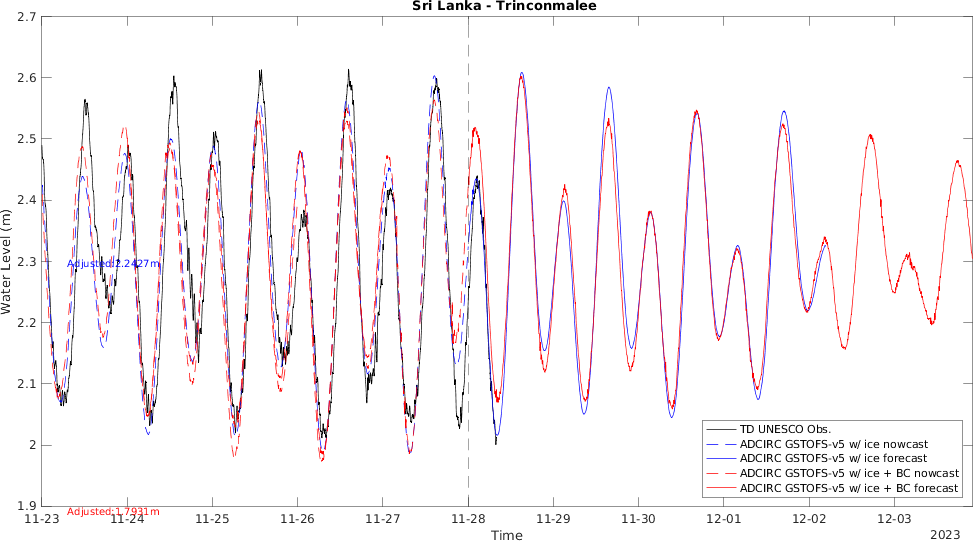 Sri Lanka - Trinconmalee
2.7
2.6
2.5
2.4
2.3
2.2
2.1
2
1.9
Water Level (m)
Adjusted:2.2427m
Adjusted:1.7931m
TD UNESCO Obs.
ADCIRC GSTOFS-v5 w/ ice nowcast
ADCIRC GSTOFS-v5 w/ ice forecast
ADCIRC GSTOFS-v5 w/ ice + BC nowcast
ADCIRC GSTOFS-v5 w/ ice + BC forecast
11-23 11-24 11-25 11-26 11-27 11-28 11-29 11-30 12-01 12-02 12-03
Time
2023